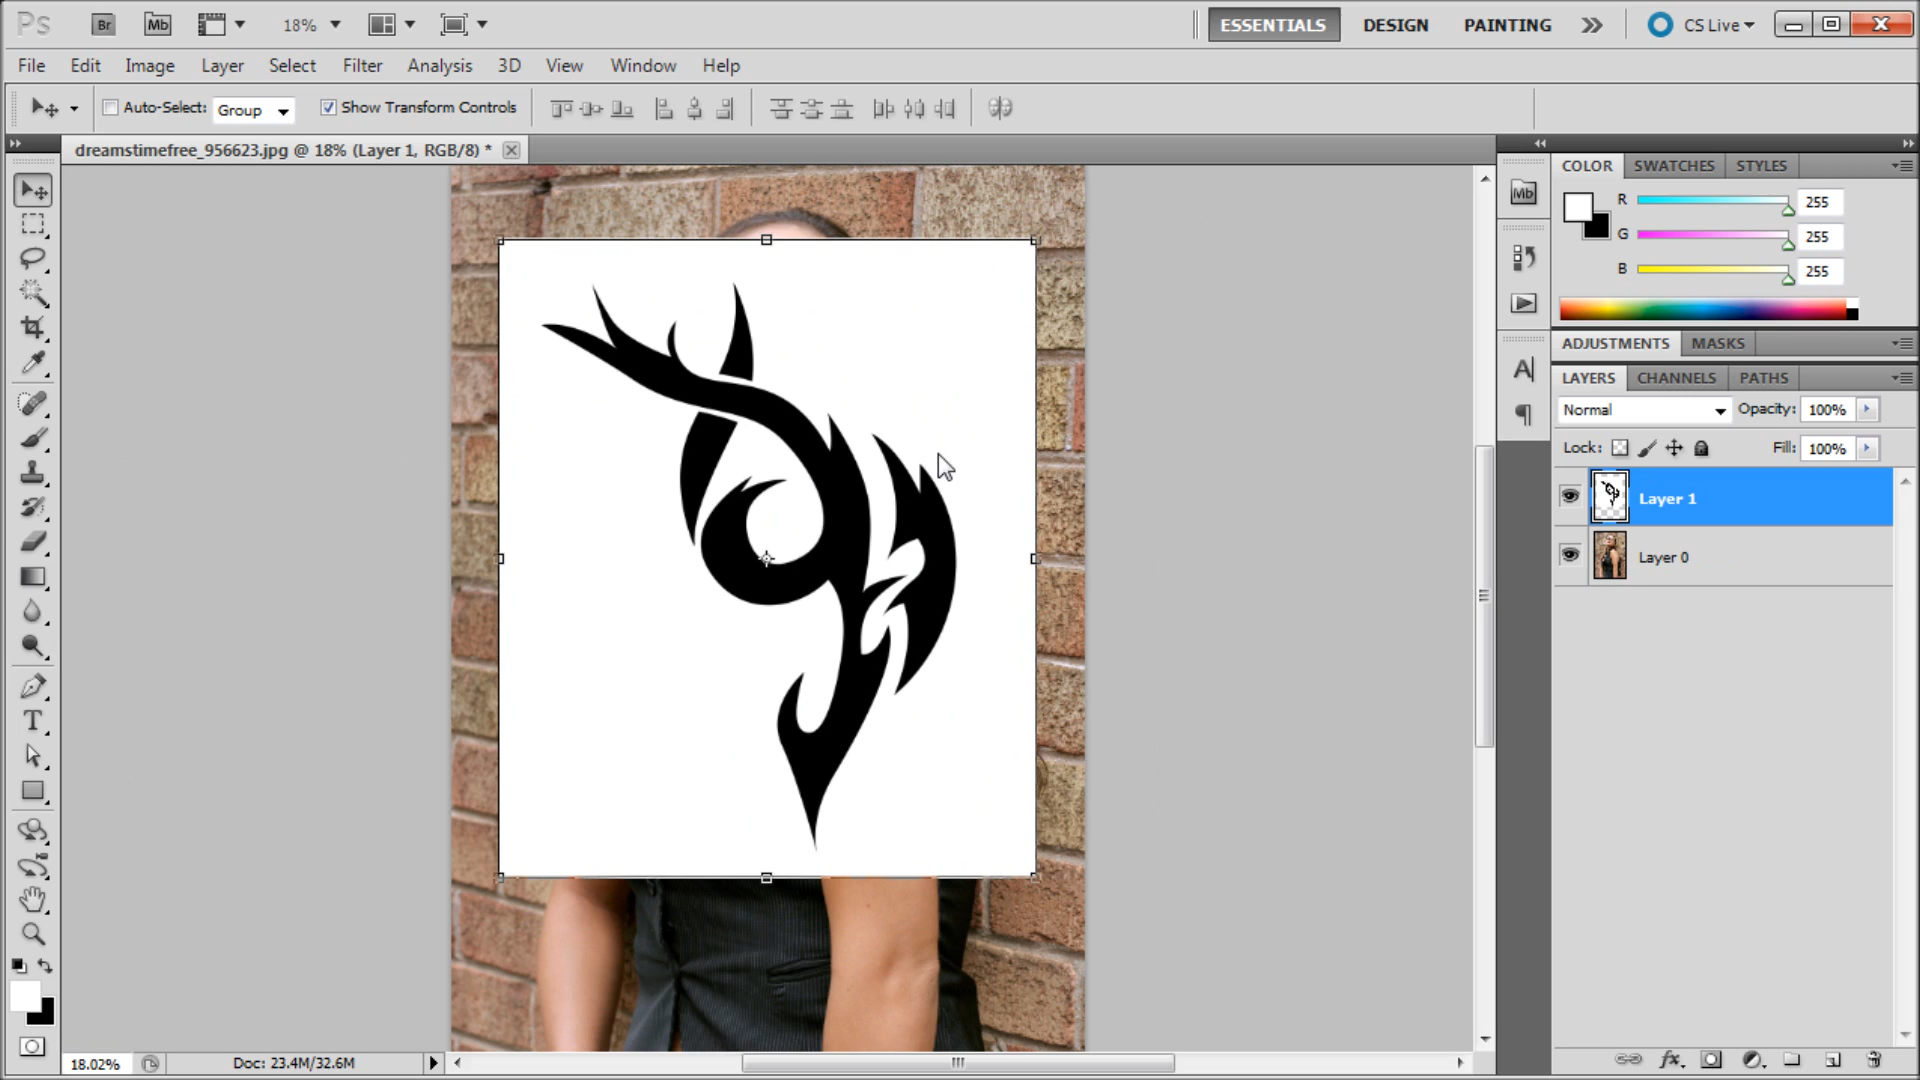 Ps Br Mb 18% ESSENTIALS DESIGN PAINTING CS Live
File Edit Image Layer Select Filter Analysis 3D View Window Help
Auto-Select: Group Show Transform Controls
dreamstimefree_956623.jpg @ 18% (Layer 1, RGB/8) *
COLOR SWATCHES STYLES
Mb
R 255
G 255
B 255
ADJUSTMENTS MASKS
A
LAYERS CHANNELS PATHS
Normal Opacity: 100%
Lock: Fill: 100%
Layer 1
Layer 0
T
18.02% Doc: 23.4M/32.6M
fx